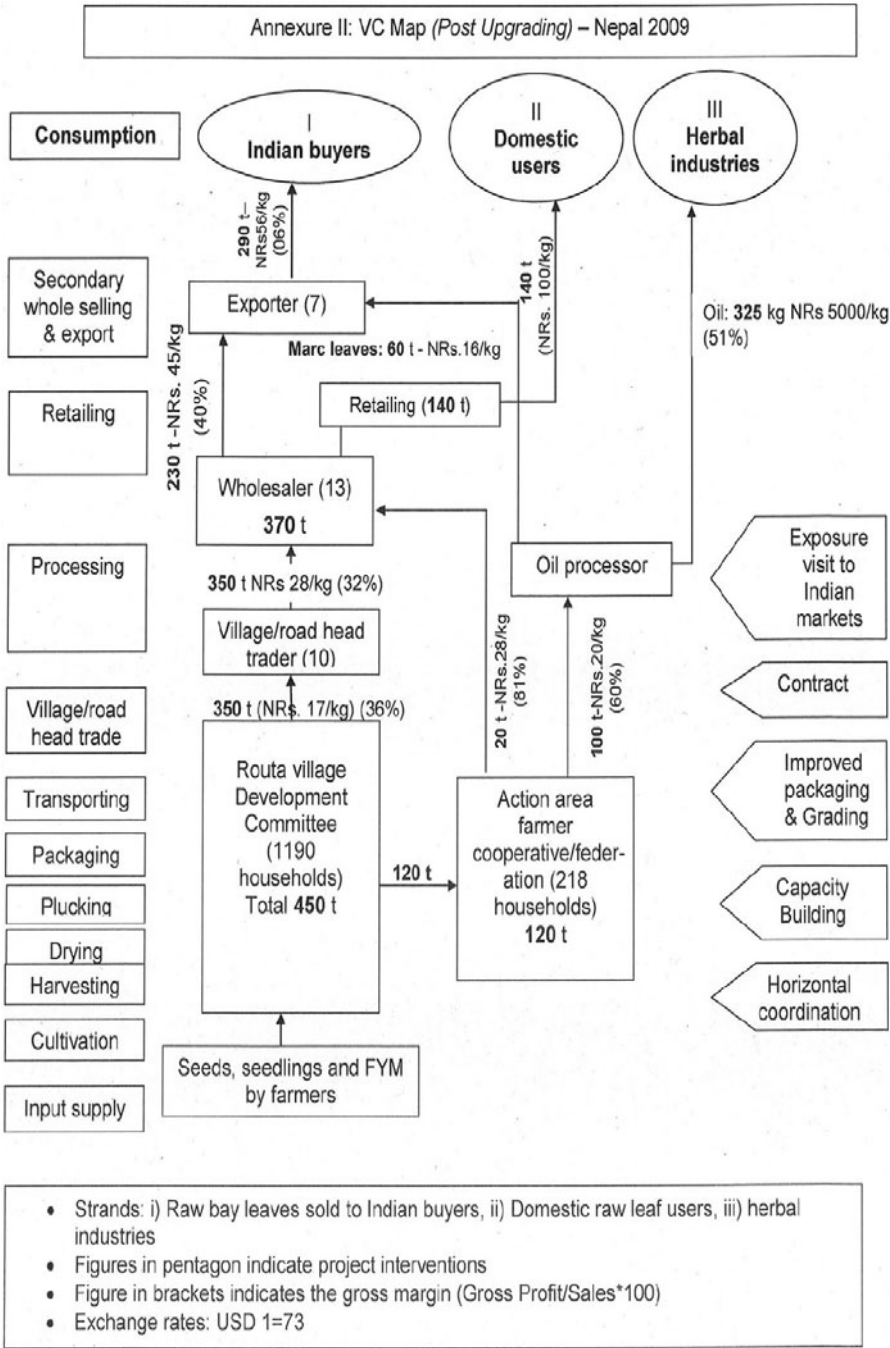 Annexure II: VC Map (Post Upgrading) – Nepal 2009
Consumption
I
Indian buyers
II
Domestic
users
III
Herbal
industries
290 t–
NRs56/kg
(06%)
Secondary
whole selling
& export
Exporter (7)
140 t
(NRs. 100/kg)
Oil: 325 kg NRs 5000/kg
(51%)
Marc leaves: 60 t - NRs.16/kg
230 t -NRs. 45/kg
(40%)
Retailing
Retailing (140 t)
Wholesaler (13)
370 t
Processing
Oil processor
Exposure
visit to
Indian
markets
350 t NRs 28/kg (32%)
Village/road head
trader (10)
20 t -NRs.28/kg
(81%)
100 t-NRs.20/kg
(60%)
Contract
350 t (NRs. 17/kg) (36%)
Village/road
head trade
Routa village
Development
Committee
(1190
households)
Total 450 t
120 t
Action area
farmer
cooperative/feder-
ation (218
households)
120 t
Improved
packaging
& Grading
Transporting
Packaging
Plucking
Capacity
Building
Drying
Harvesting
Horizontal
coordination
Cultivation
Seeds, seedlings and FYM
by farmers
Input supply
• Strands: i) Raw bay leaves sold to Indian buyers, ii) Domestic raw leaf users, iii) herbal
industries
• Figures in pentagon indicate project interventions
• Figure in brackets indicates the gross margin (Gross Profit/Sales*100)
• Exchange rates: USD 1=73